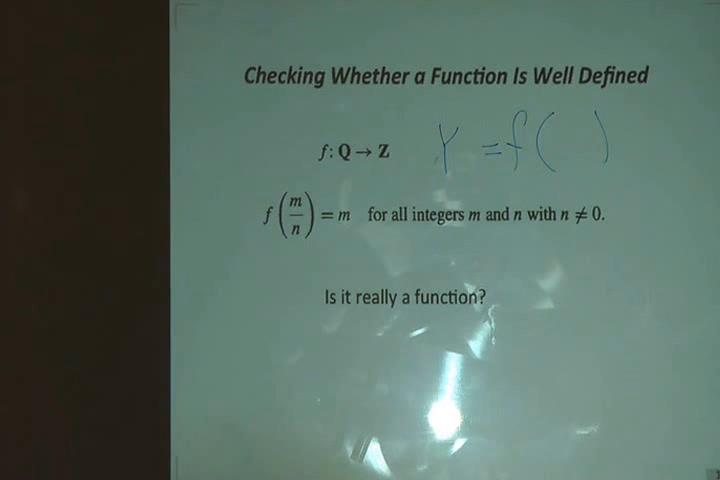 Checking Whether a Function Is Well Defined
f: Q → Z Y = f( )
f(m/n) = m for all integers m and n with n ≠ 0.
Is it really a function?